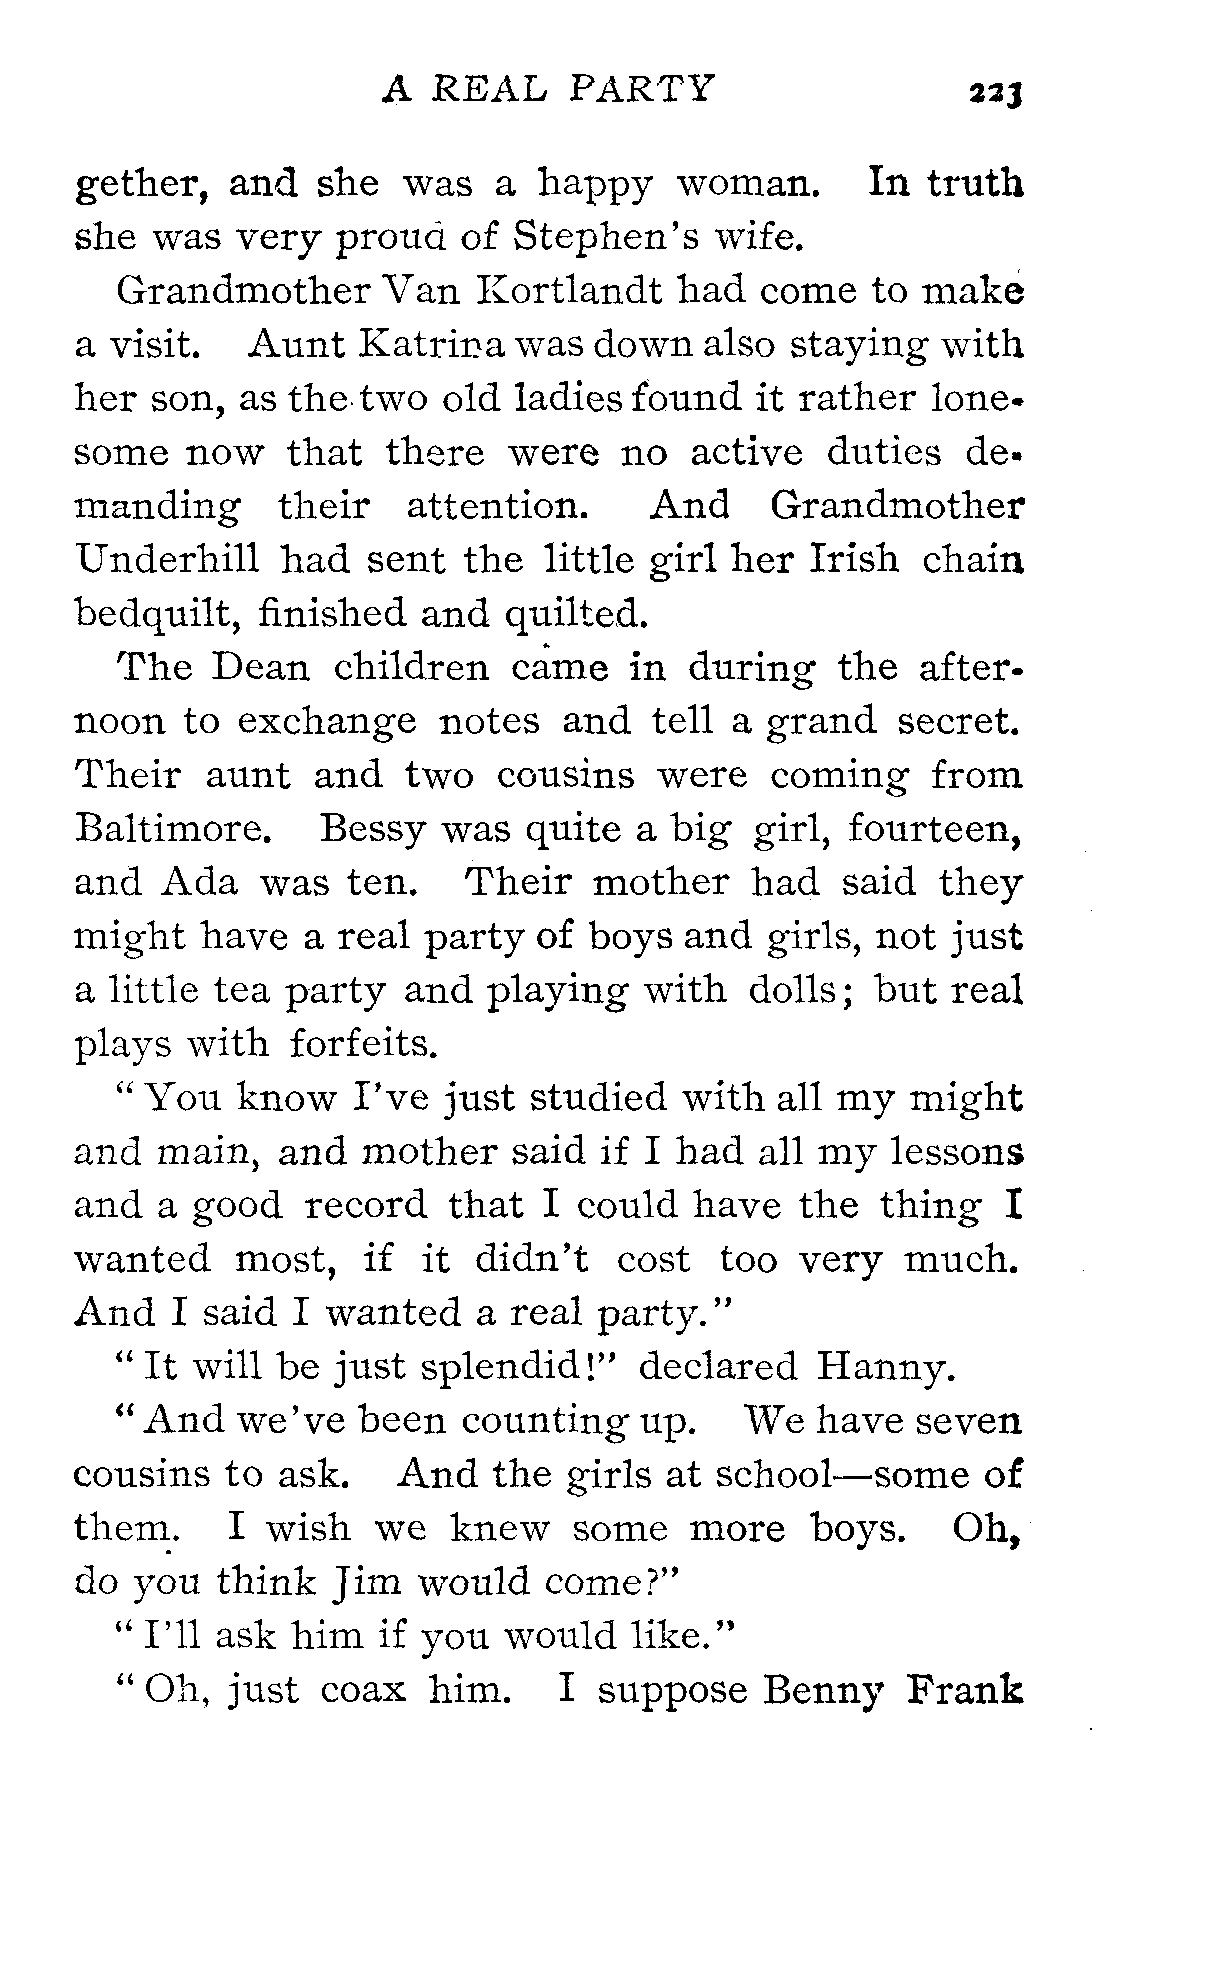 A REAL PARTY 223
gether, and she was a happy woman. In truth
she was very proud of Stephen's wife.
Grandmother Van Kortlandt had come to make
a visit. Aunt Katrina was down also staying with
her son, as the two old ladies found it rather lone-
some now that there were no active duties de-
manding their attention. And Grandmother
Underhill had sent the little girl her Irish chain
bedquilt, finished and quilted.
The Dean children came in during the after-
noon to exchange notes and tell a grand secret.
Their aunt and two cousins were coming from
Baltimore. Bessy was quite a big girl, fourteen,
and Ada was ten. Their mother had said they
might have a real party of boys and girls, not just
a little tea party and playing with dolls; but real
plays with forfeits.
"You know I've just studied with all my might
and main, and mother said if I had all my lessons
and a good record that I could have the thing I
wanted most, if it didn't cost too very much.
And I said I wanted a real party."
"It will be just splendid!" declared Hanny.
"And we've been counting up. We have seven
cousins to ask. And the girls at school—some of
them. I wish we knew some more boys. Oh,
do you think Jim would come?"
"I'll ask him if you would like."
"Oh, just coax him. I suppose Benny Frank